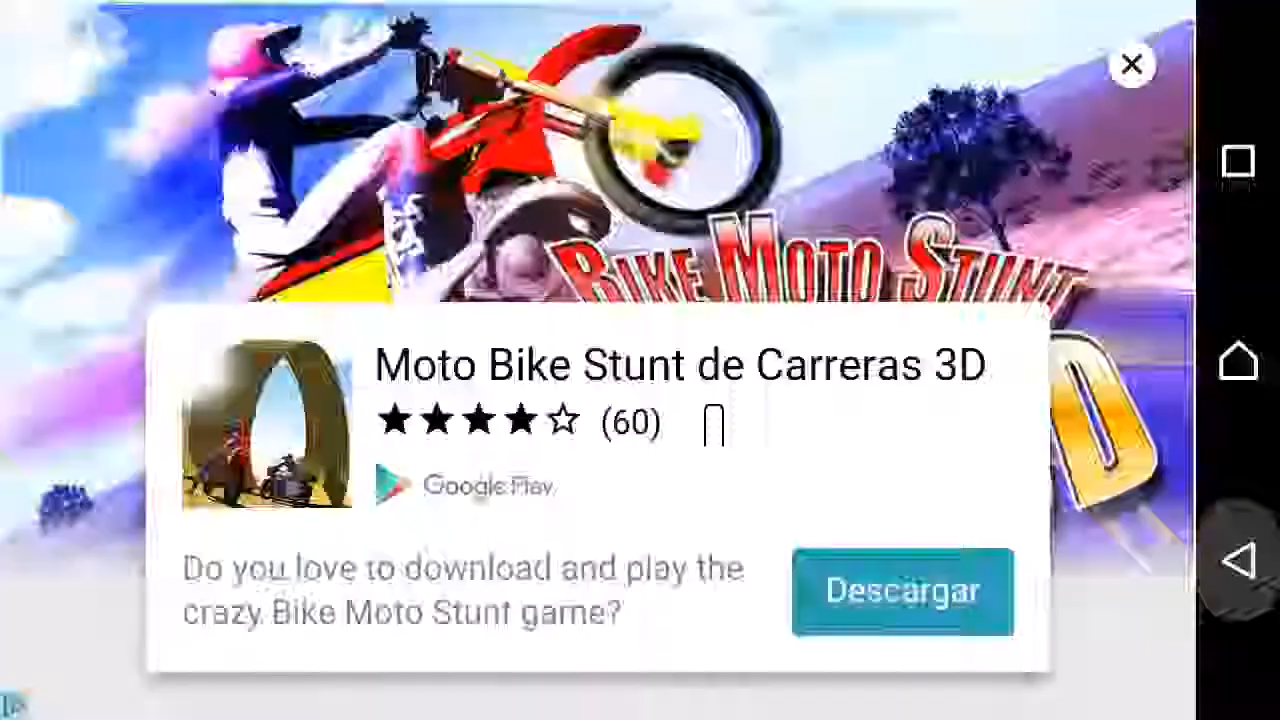 BIKE MOTO STUNT
D
Moto Bike Stunt de Carreras 3D
(60)
Google Play
Do you love to download and play the
crazy Bike Moto Stunt game?
Descargar